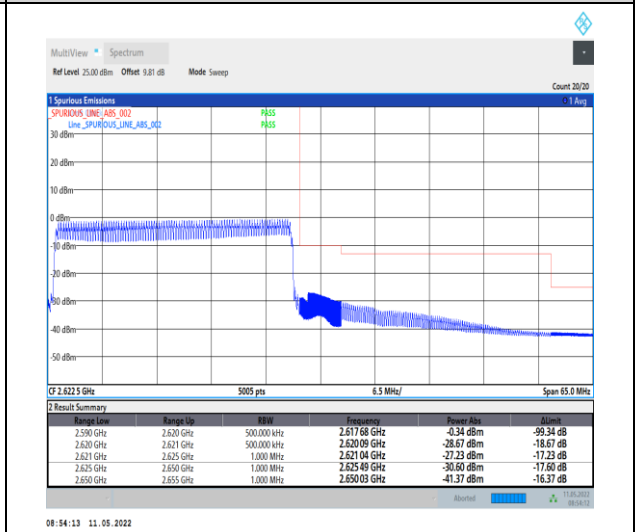 MultiView Spectrum
Ref Level 25.00 dBm Offset 9.81 dB Mode Sweep
Count 20/20
1 Spurious Emissions 1 Avg
_SPURIOUS_LINE_ABS_002 PASS
Line _SPURIOUS_LINE_ABS_002 PASS
30 dBm
20 dBm
10 dBm
0 dBm
-10 dBm
-20 dBm
-30 dBm
-40 dBm
-50 dBm
CF 2.622 5 GHz 5005 pts 6.5 MHz/ Span 65.0 MHz
2 Result Summary
Range Low Range Up RBW Frequency Power Abs ΔLimit
2.590 GHz 2.620 GHz 500.000 kHz 2.617 68 GHz -0.34 dBm -99.34 dB
2.620 GHz 2.621 GHz 500.000 kHz 2.620 09 GHz -28.67 dBm -18.67 dB
2.621 GHz 2.625 GHz 1.000 MHz 2.621 04 GHz -27.23 dBm -17.23 dB
2.625 GHz 2.650 GHz 1.000 MHz 2.625 49 GHz -30.60 dBm -17.60 dB
2.650 GHz 2.655 GHz 1.000 MHz 2.650 03 GHz -41.37 dBm -16.37 dB
Aborted 11.05.2022
08:54:12
08:54:13 11.05.2022